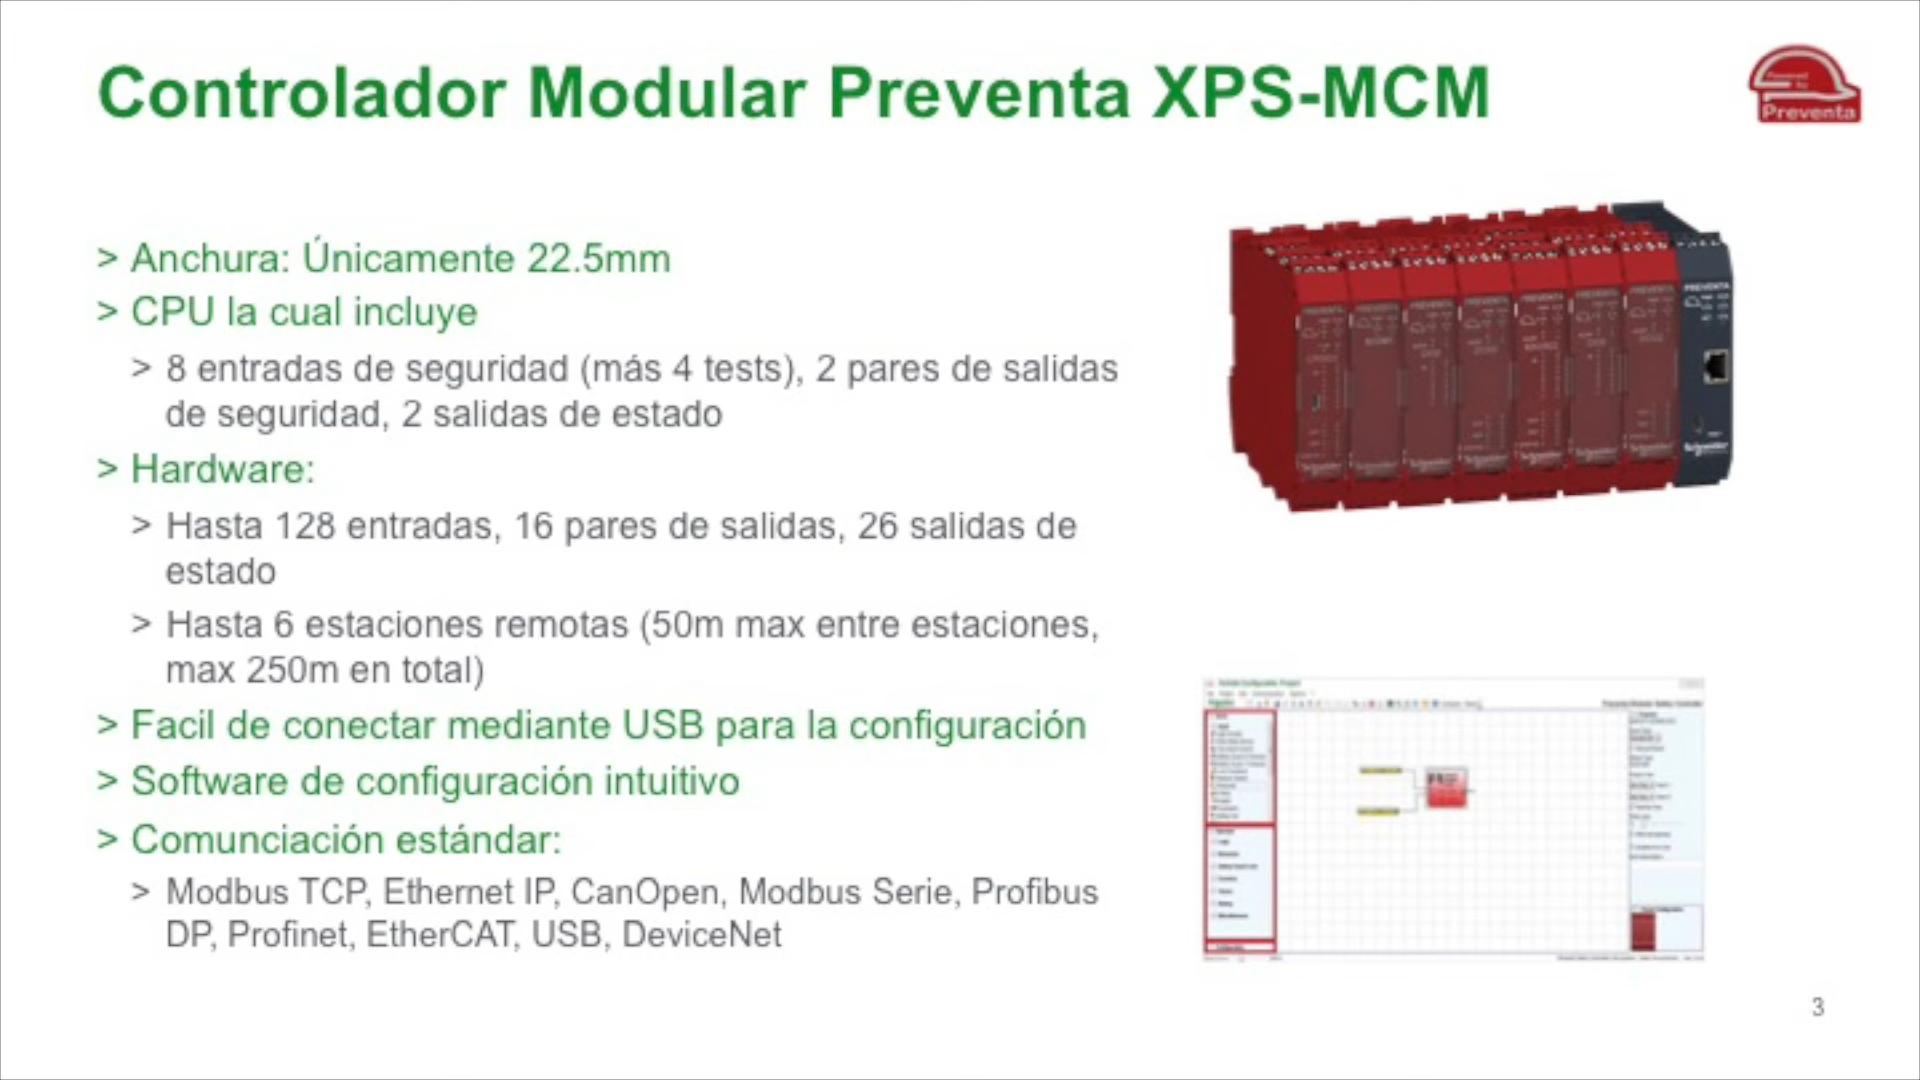 Controlador Modular Preventa XPS-MCM
Powered
by
Preventa
> Anchura: Únicamente 22.5mm
> CPU la cual incluye
> 8 entradas de seguridad (más 4 tests), 2 pares de salidas
de seguridad, 2 salidas de estado
> Hardware:
> Hasta 128 entradas, 16 pares de salidas, 26 salidas de
estado
> Hasta 6 estaciones remotas (50m max entre estaciones,
max 250m en total)
> Facil de conectar mediante USB para la configuración
> Software de configuración intuitivo
> Comunciación estándar:
> Modbus TCP, Ethernet IP, CanOpen, Modbus Serie, Profibus
DP, Profinet, EtherCAT, USB, DeviceNet
PREVENTA
Schneider
3